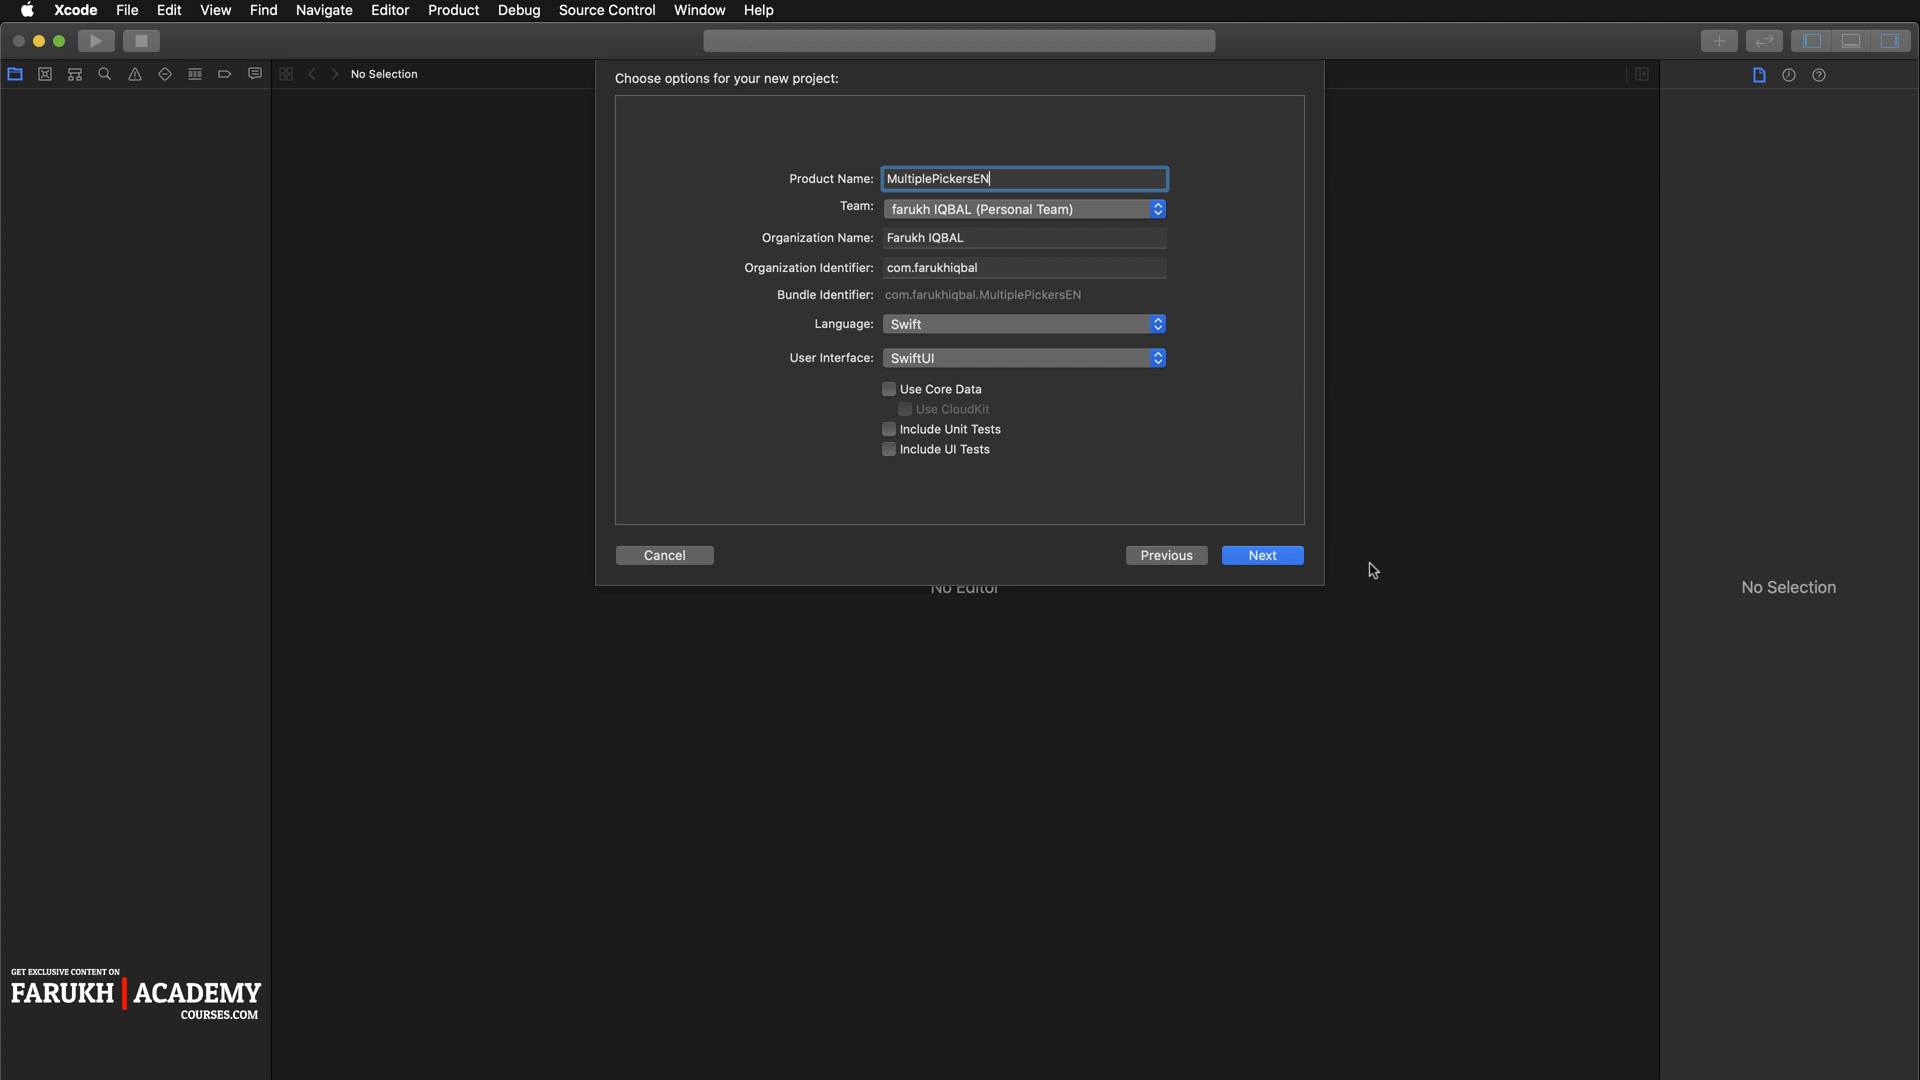 Xcode File Edit View Find Navigate Editor Product Debug Source Control Window Help
No Selection
Choose options for your new project:
Product Name: MultiplePickersEN
Team: farukh IQBAL (Personal Team)
Organization Name: Farukh IQBAL
Organization Identifier: com.farukhiqbal
Bundle Identifier: com.farukhiqbal.MultiplePickersEN
Language: Swift
User Interface: SwiftUI
Use Core Data
Use CloudKit
Include Unit Tests
Include UI Tests
Cancel Previous Next
No Editor
No Selection
GET EXCLUSIVE CONTENT ON
FARUKH ACADEMY
COURSES.COM